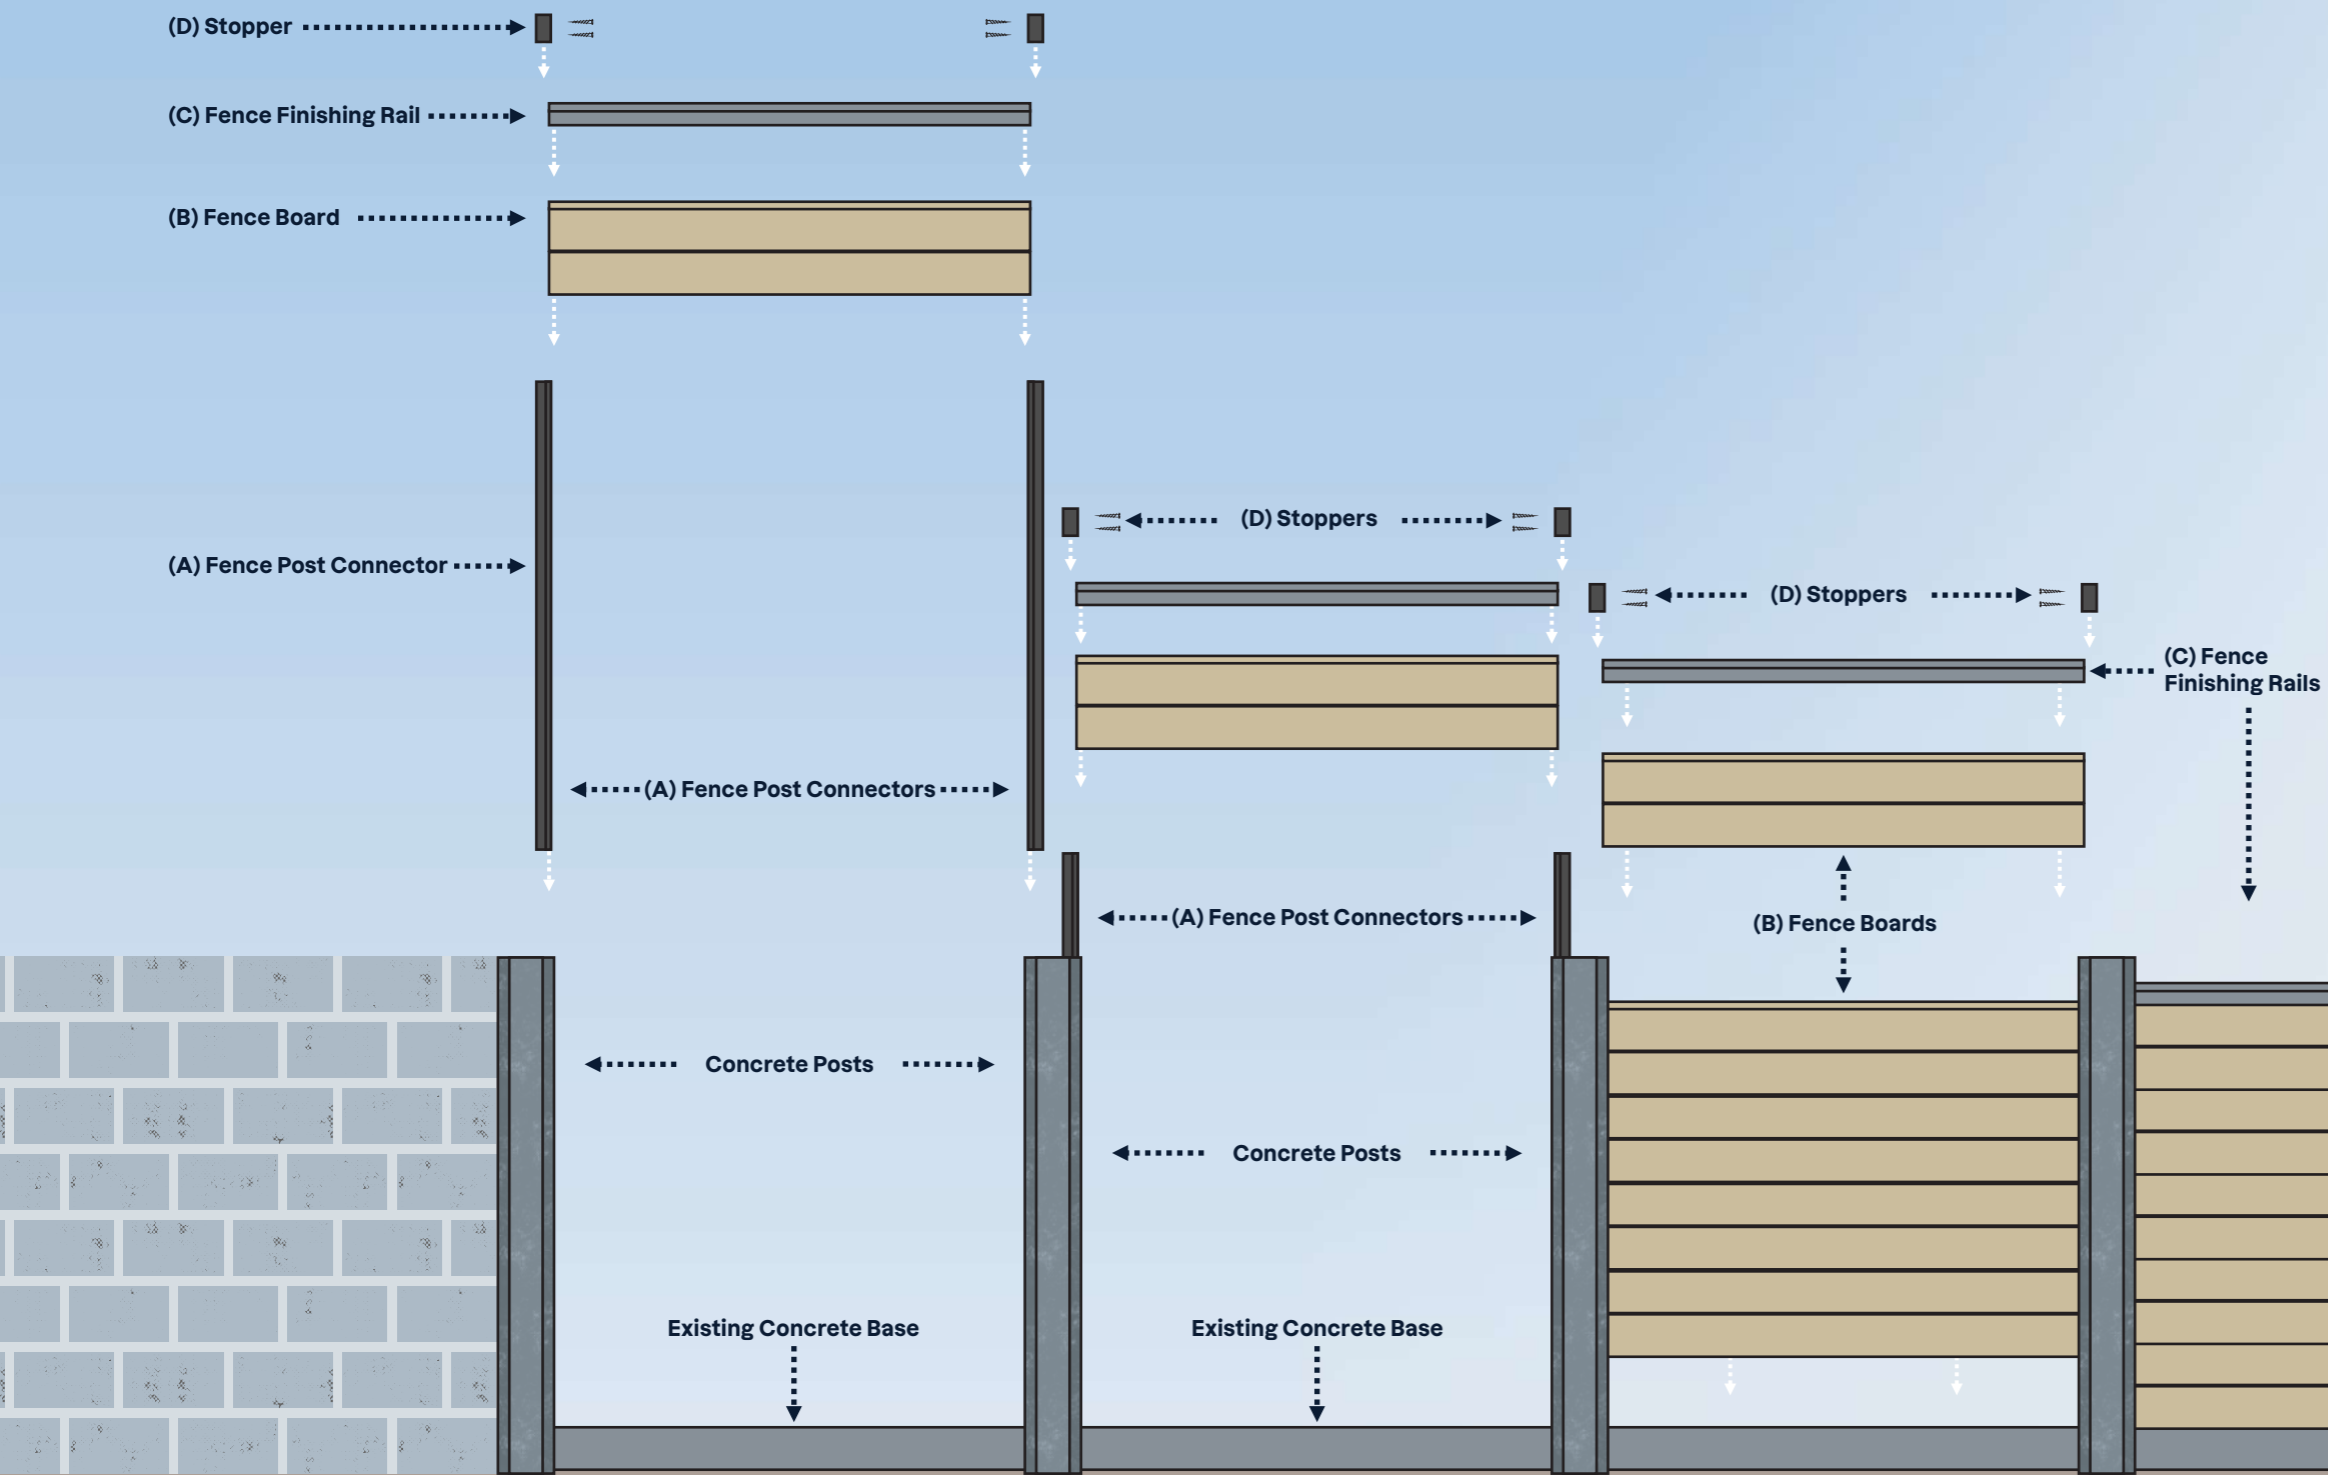 (D) Stopper
(C) Fence Finishing Rail
(B) Fence Board
(A) Fence Post Connector
(A) Fence Post Connectors
(D) Stoppers
(D) Stoppers
(C) Fence
Finishing Rails
(A) Fence Post Connectors
(B) Fence Boards
Concrete Posts
Concrete Posts
Existing Concrete Base
Existing Concrete Base